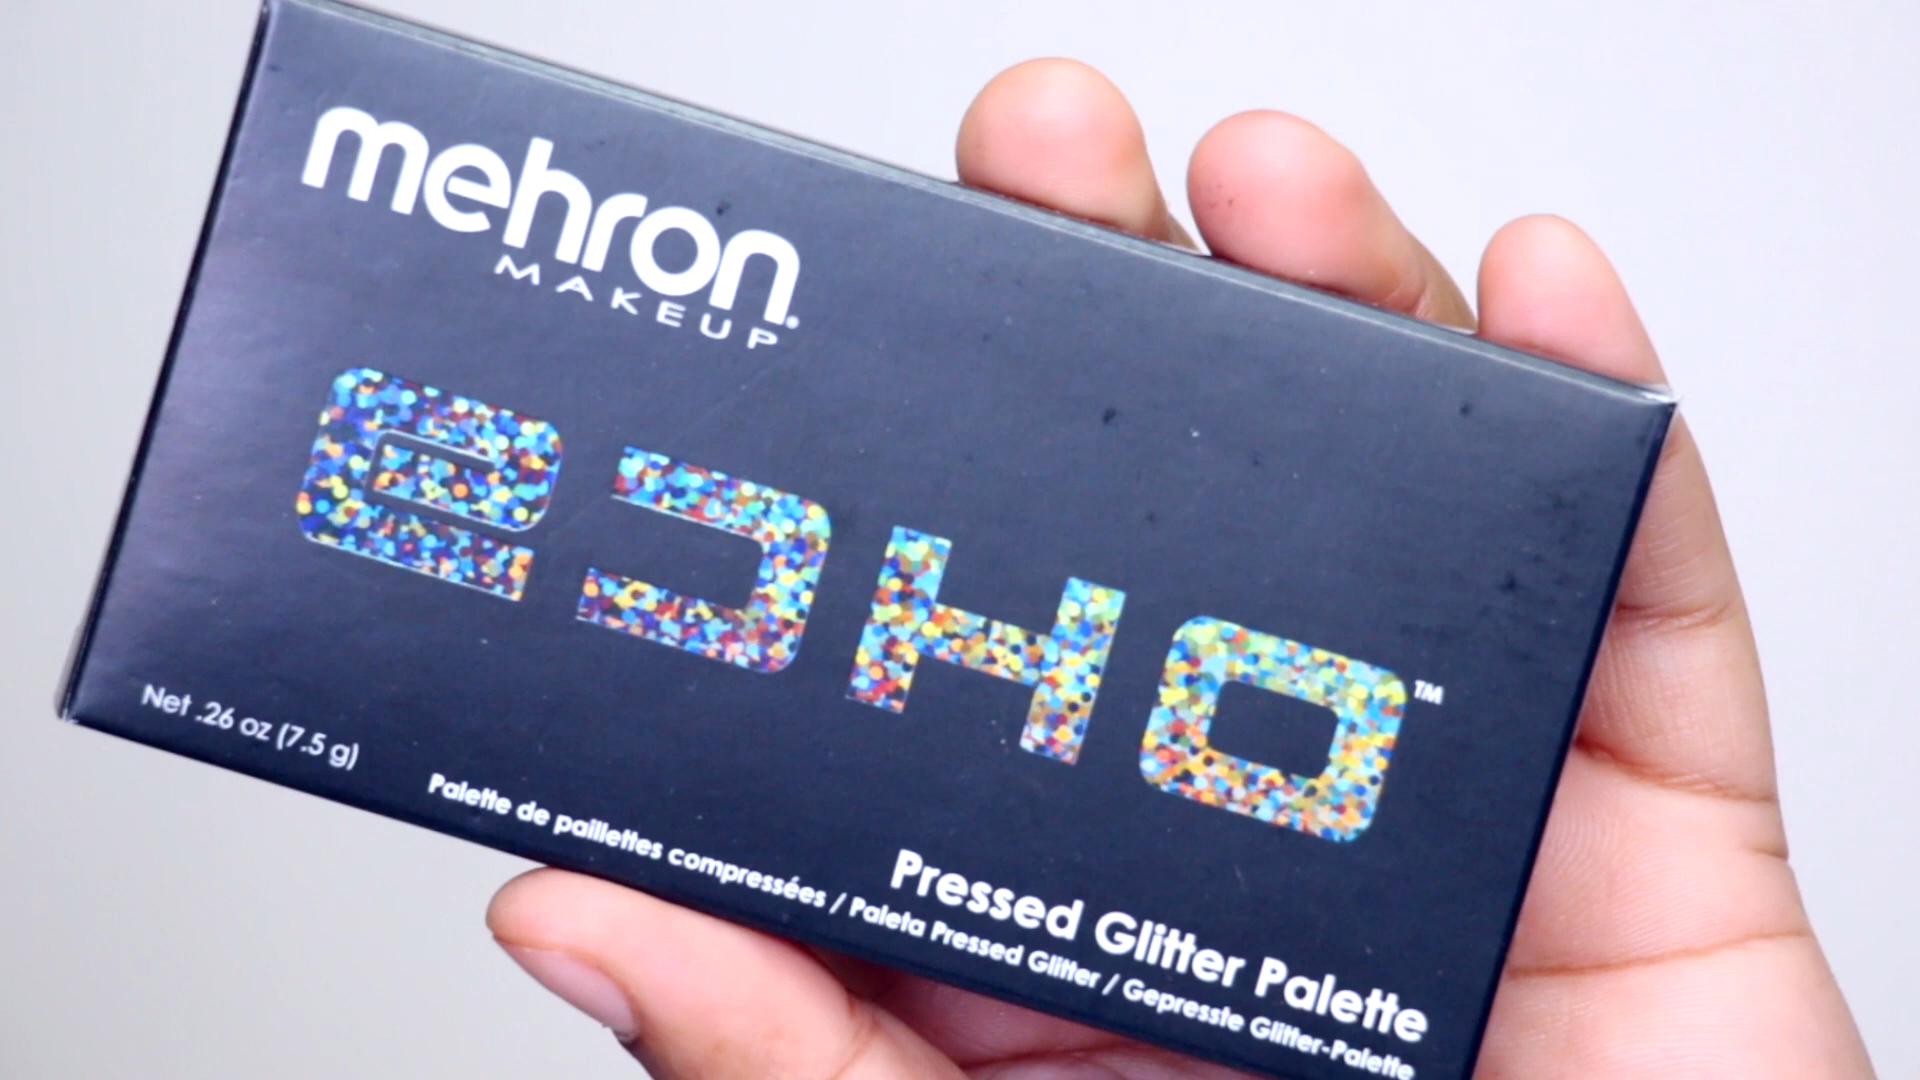 mehron
MAKEUP
eCHO™
Net .26 oz (7.5 g)
Pressed Glitter Palette
Palette de paillettes compressées / Paleta Pressed Glitter / Gepresste Glitter-Palette